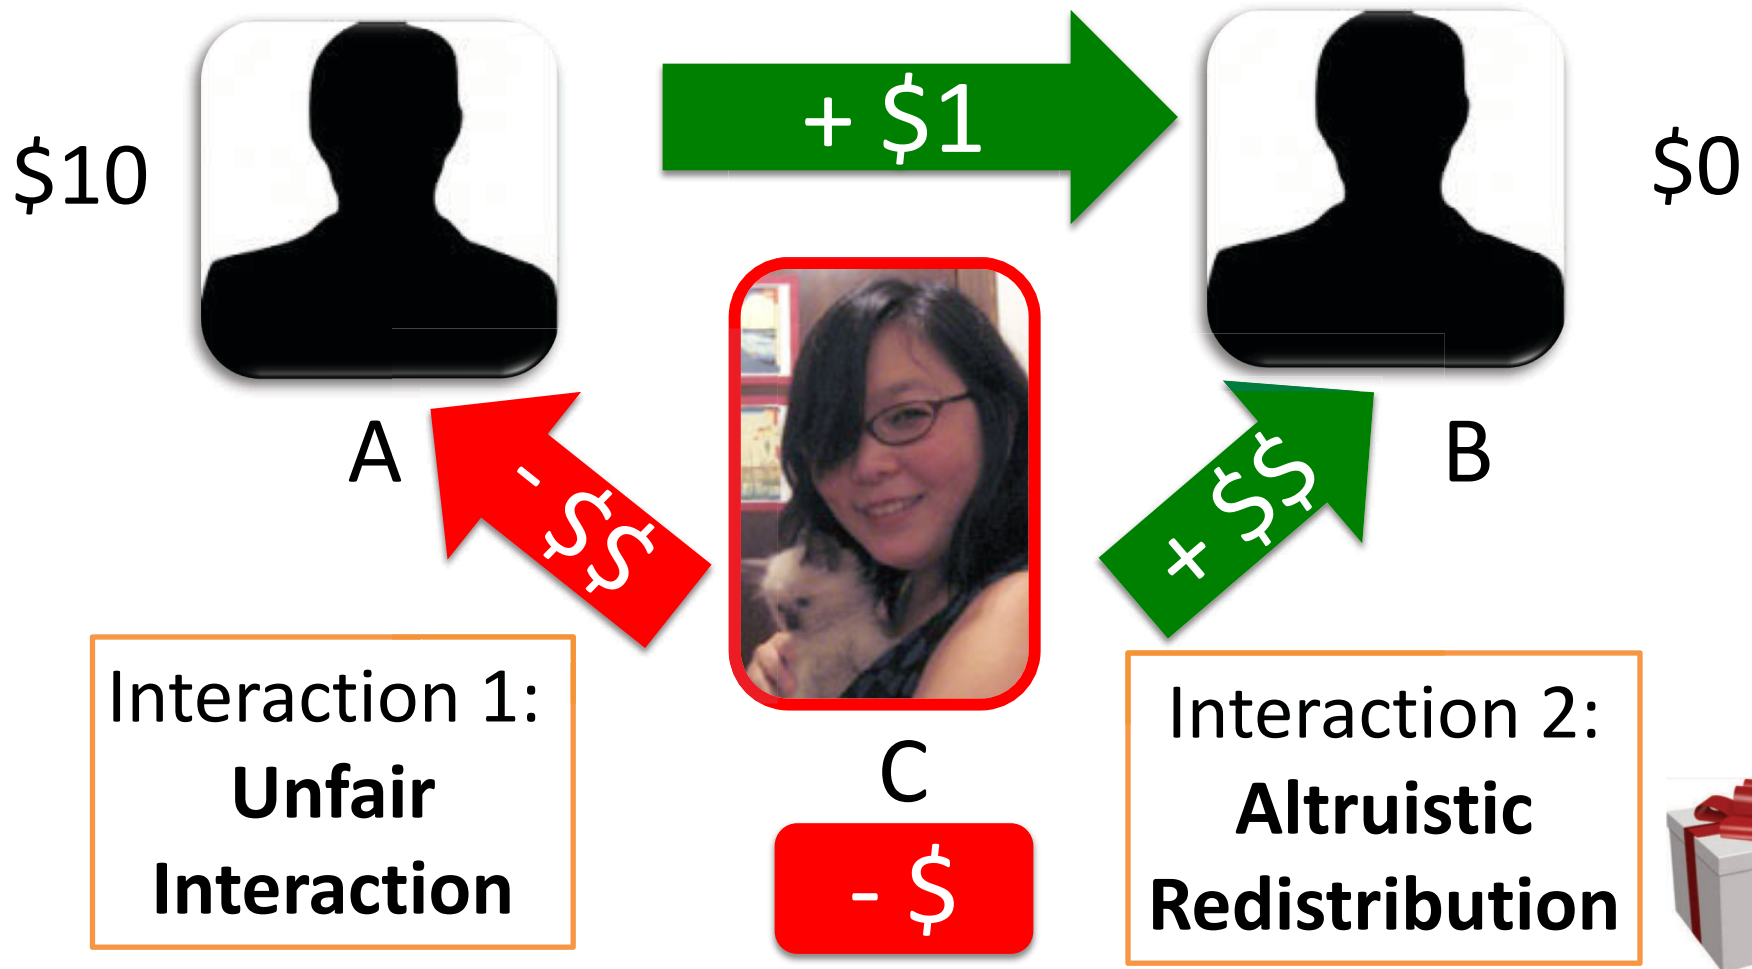 $10
+ $1
$0
A
- $$
+ $$
B
C
- $
Interaction 1:
Unfair
Interaction
Interaction 2:
Altruistic
Redistribution